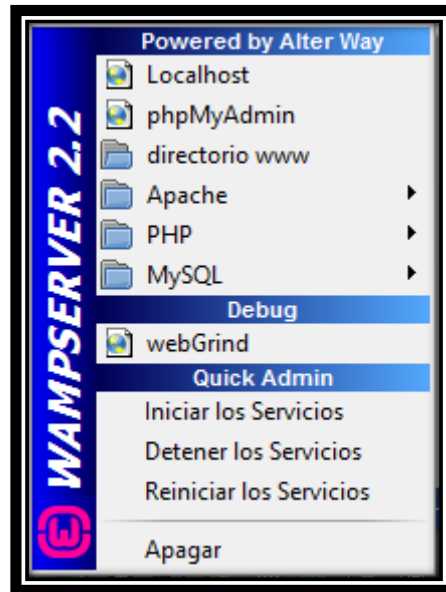 WAMPSERVER 2.2
Powered by Alter Way
Localhost
phpMyAdmin
directorio www
Apache
PHP
MySQL
Debug
webGrind
Quick Admin
Iniciar los Servicios
Detener los Servicios
Reiniciar los Servicios
Apagar